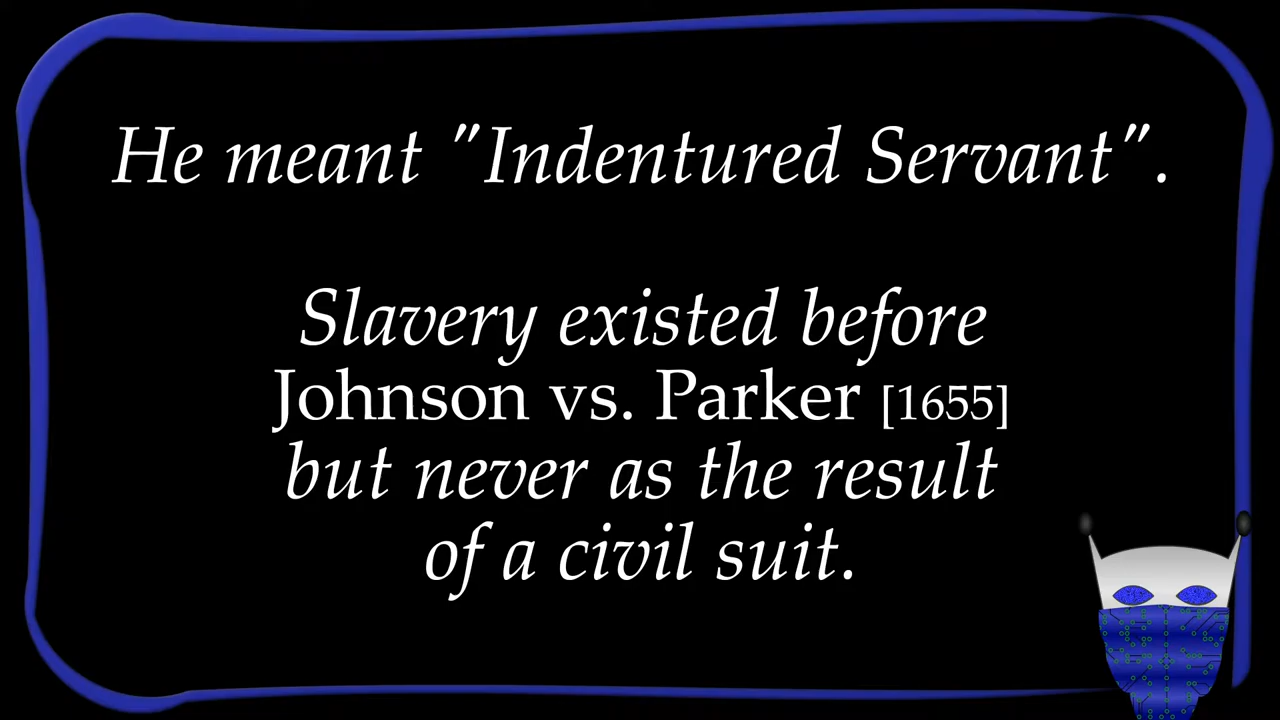 He meant "Indentured Servant".
Slavery existed before
Johnson vs. Parker [1655]
but never as the result
of a civil suit.